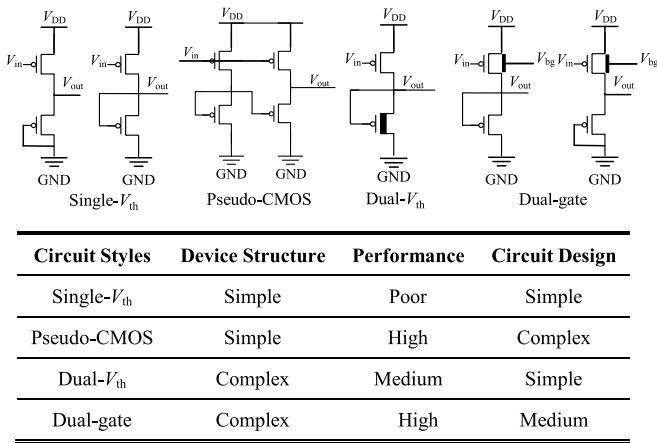 VDD VDD VDD VDD VDD VDD
Vin Vin Vin Vin Vin Vbg Vin Vbg
Vout Vout Vout Vout Vout Vout
GND GND GND GND GND GND GND
Single-Vth Pseudo-CMOS Dual-Vth Dual-gate
Circuit Styles Device Structure Performance Circuit Design
Single-Vth Simple Poor Simple
Pseudo-CMOS Simple High Complex
Dual-Vth Complex Medium Simple
Dual-gate Complex High Medium